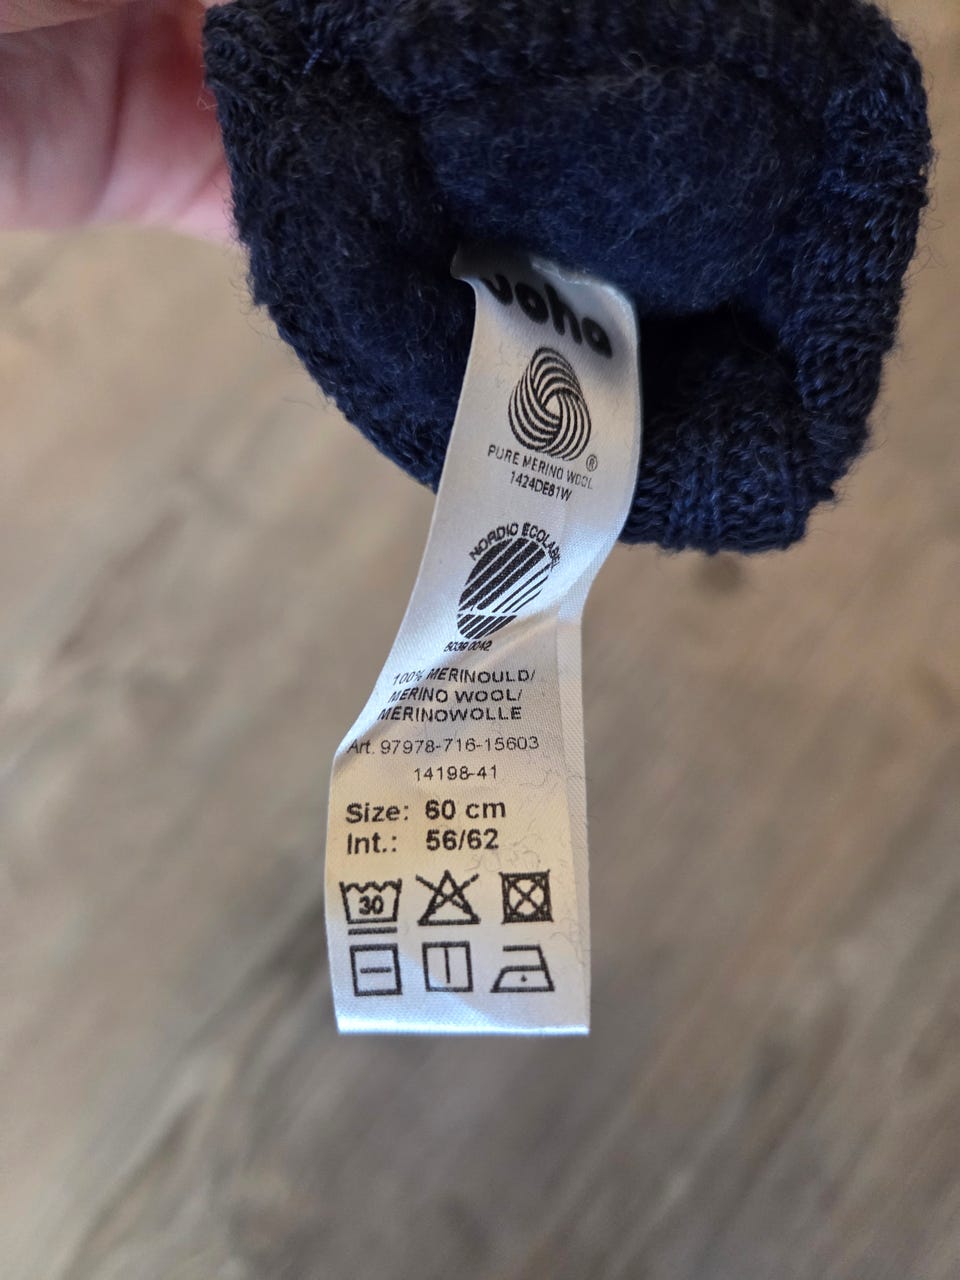 Joha
PURE MERINO WOOL ®
1424DE81W
NORDIC ECOLABEL
5039 0042
100% MERINOULD/
MERINO WOOL/
MERINOWOLLE
Art. 97978-716-15603
14198-41
Size: 60 cm
Int.: 56/62
30